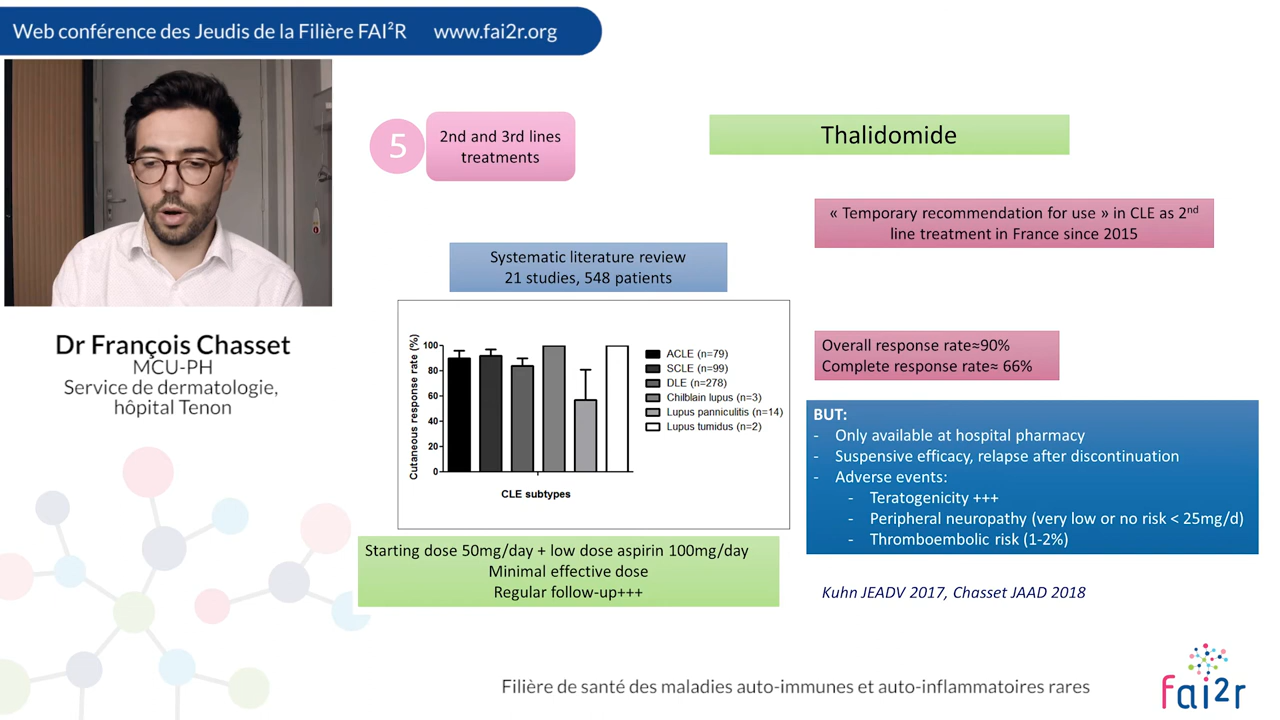 Web conférence des Jeudis de la Filière FAI²R www.fai2r.org
5
2nd and 3rd lines
treatments
Thalidomide
« Temporary recommendation for use » in CLE as 2nd
line treatment in France since 2015
Systematic literature review
21 studies, 548 patients
Cutaneous response rate (%)
100
80
60
40
20
0
CLE subtypes
ACLE (n=79)
SCLE (n=99)
DLE (n=278)
Chilblain lupus (n=3)
Lupus panniculitis (n=14)
Lupus tumidus (n=2)
Overall response rate≈90%
Complete response rate≈ 66%
Dr François Chasset
MCU-PH
Service de dermatologie,
hôpital Tenon
BUT:
- Only available at hospital pharmacy
- Suspensive efficacy, relapse after discontinuation
- Adverse events:
- Teratogenicity +++
- Peripheral neuropathy (very low or no risk < 25mg/d)
- Thromboembolic risk (1-2%)
Starting dose 50mg/day + low dose aspirin 100mg/day
Minimal effective dose
Regular follow-up+++
Kuhn JEADV 2017, Chasset JAAD 2018
Filière de santé des maladies auto-immunes et auto-inflammatoires rares
fai2r